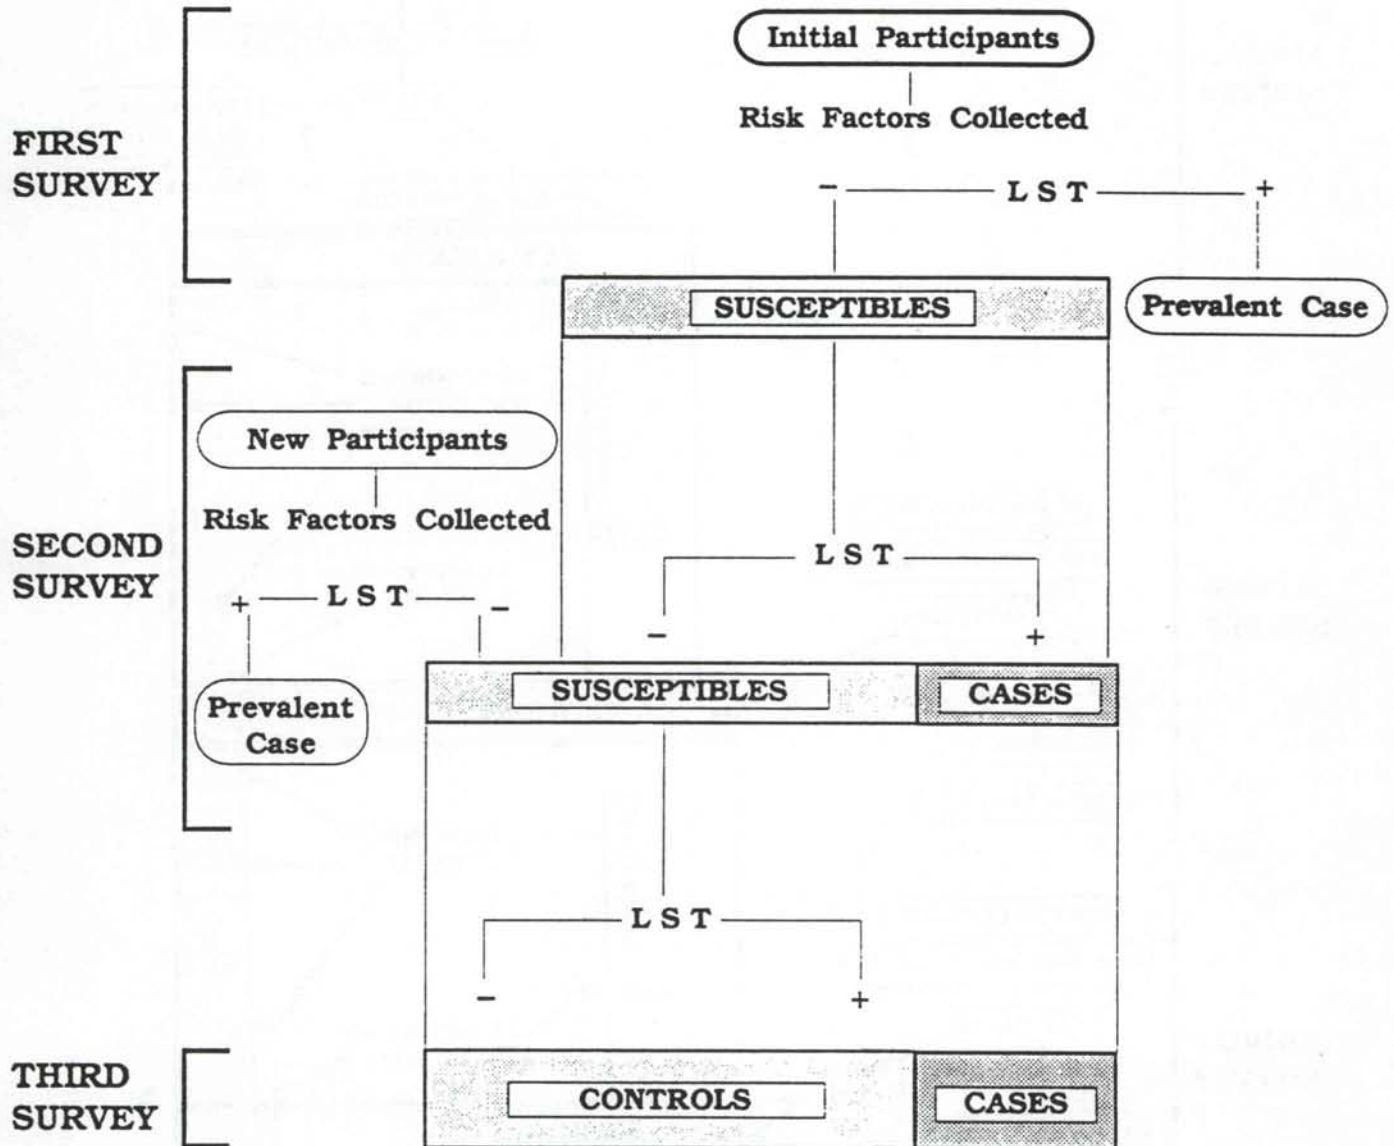 Initial Participants
Risk Factors Collected
FIRST
SURVEY
− L S T +
SUSCEPTIBLES
Prevalent Case
New Participants
Risk Factors Collected
SECOND
SURVEY
L S T
+ L S T −
− +
SUSCEPTIBLES CASES
Prevalent
Case
L S T
− +
THIRD
SURVEY
CONTROLS CASES